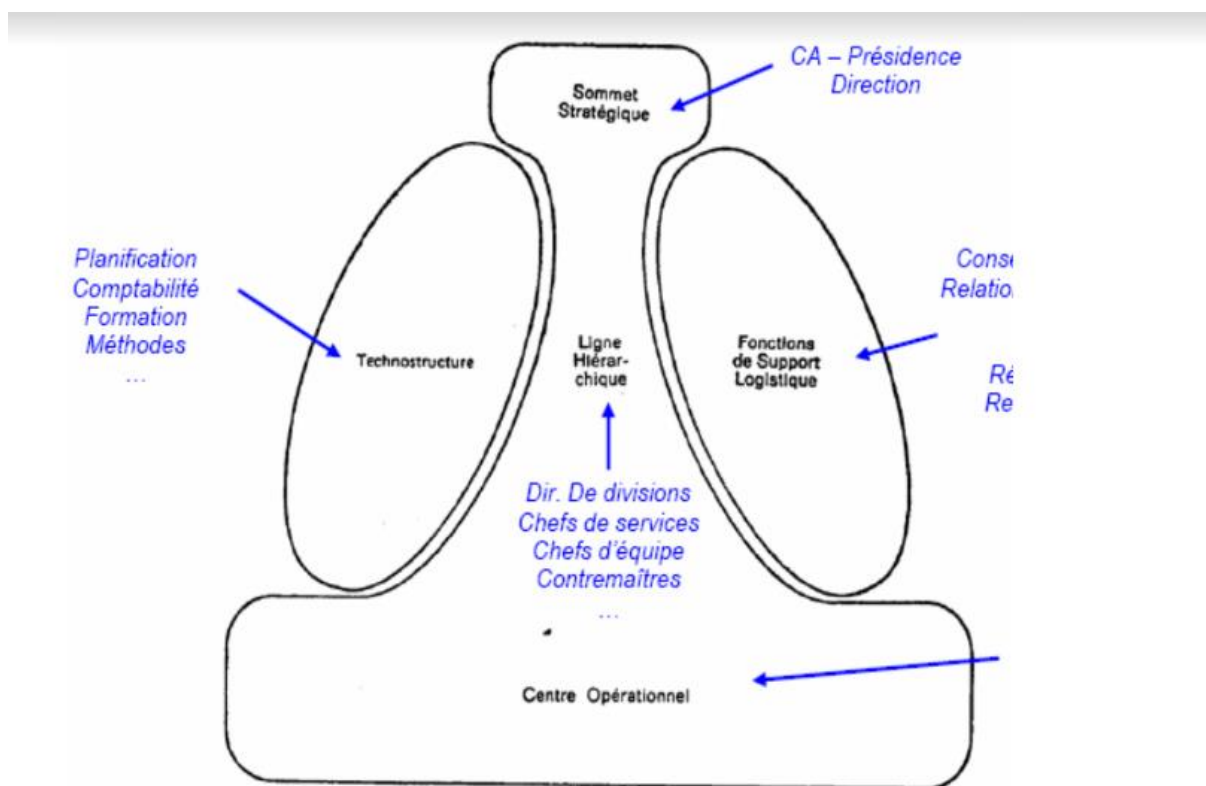 CA – Présidence
Direction
Sommet
Stratégique
Planification
Comptabilité
Formation
Méthodes
...
Technostructure
Ligne
Hiérar-
chique
Fonctions
de Support
Logistique
Dir. De divisions
Chefs de services
Chefs d'équipe
Contremaîtres
...
Centre Opérationnel